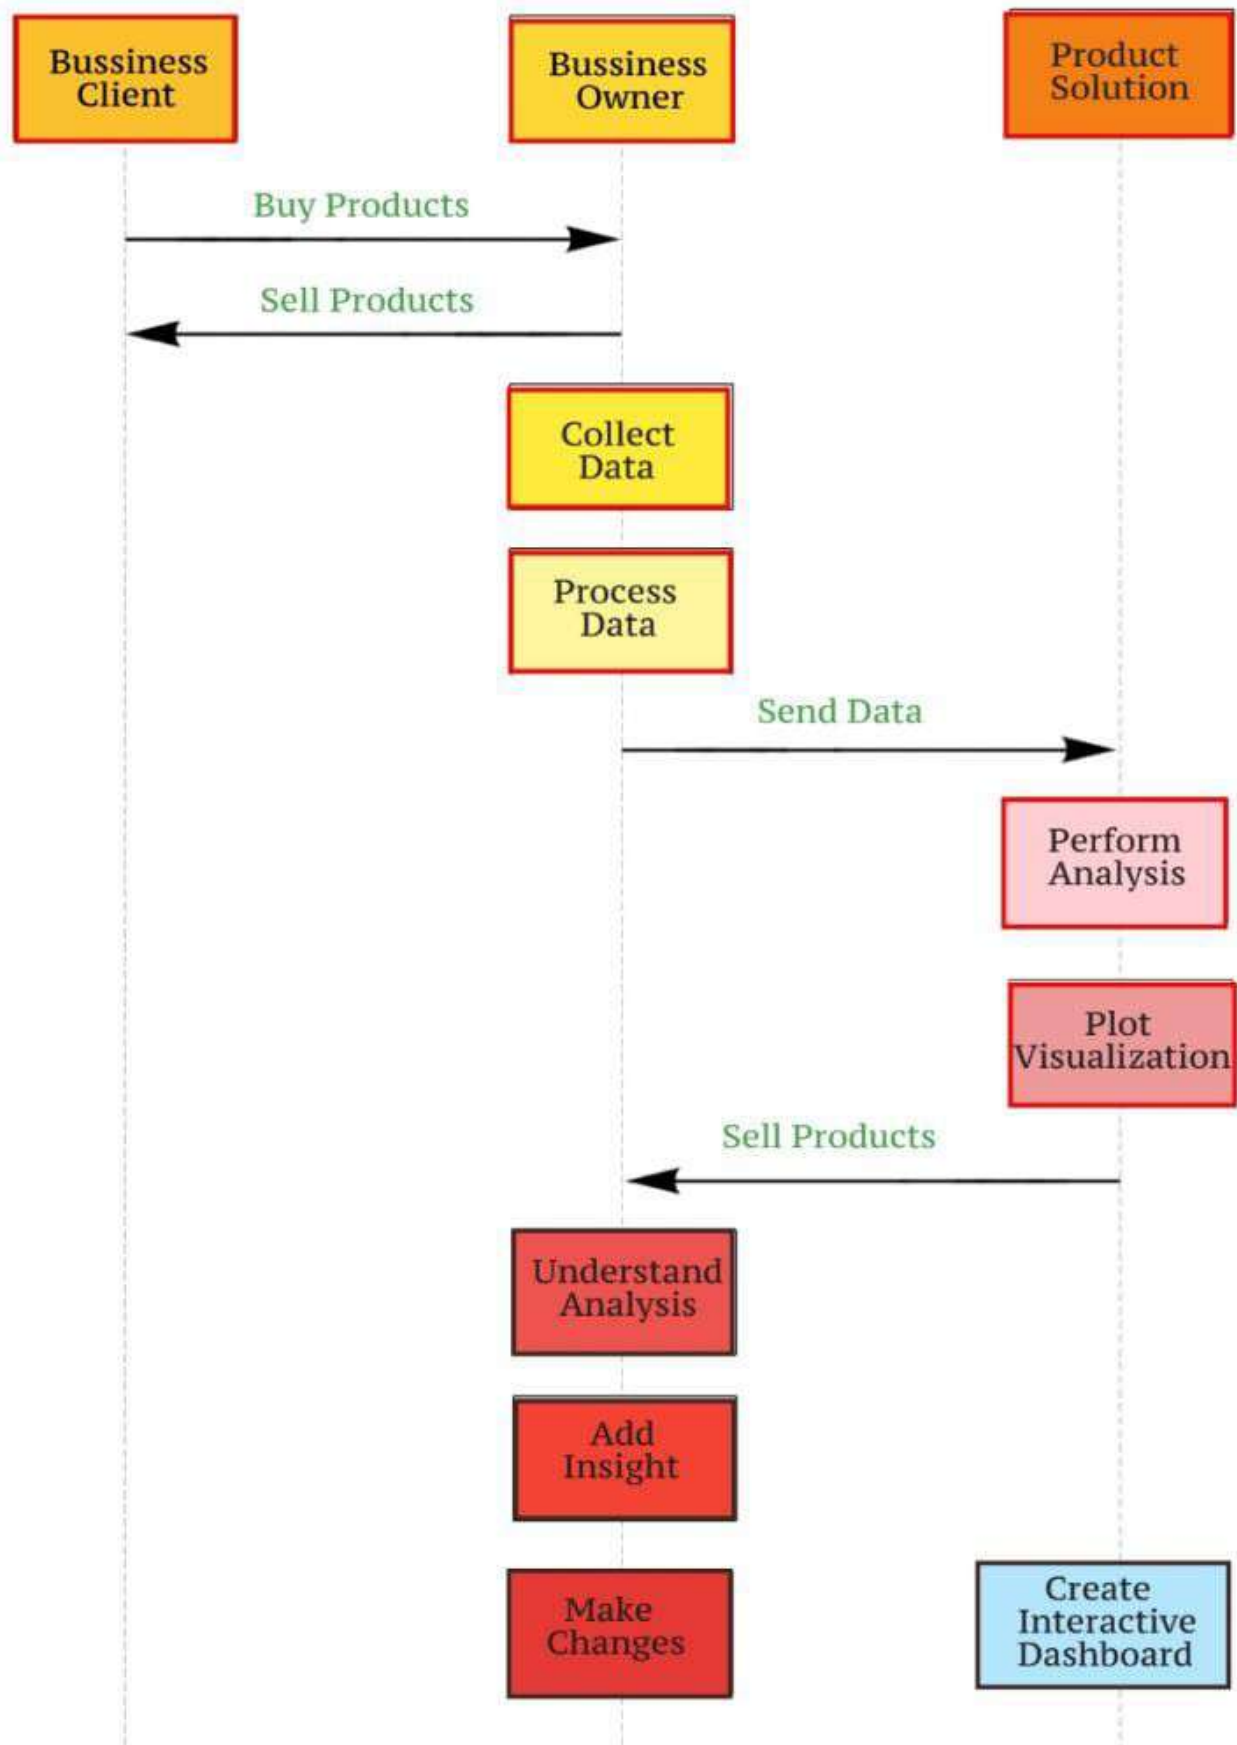 Bussiness
Client
Bussiness
Owner
Product
Solution
Buy Products
Sell Products
Collect
Data
Process
Data
Send Data
Perform
Analysis
Plot
Visualization
Sell Products
Understand
Analysis
Add
Insight
Make
Changes
Create
Interactive
Dashboard